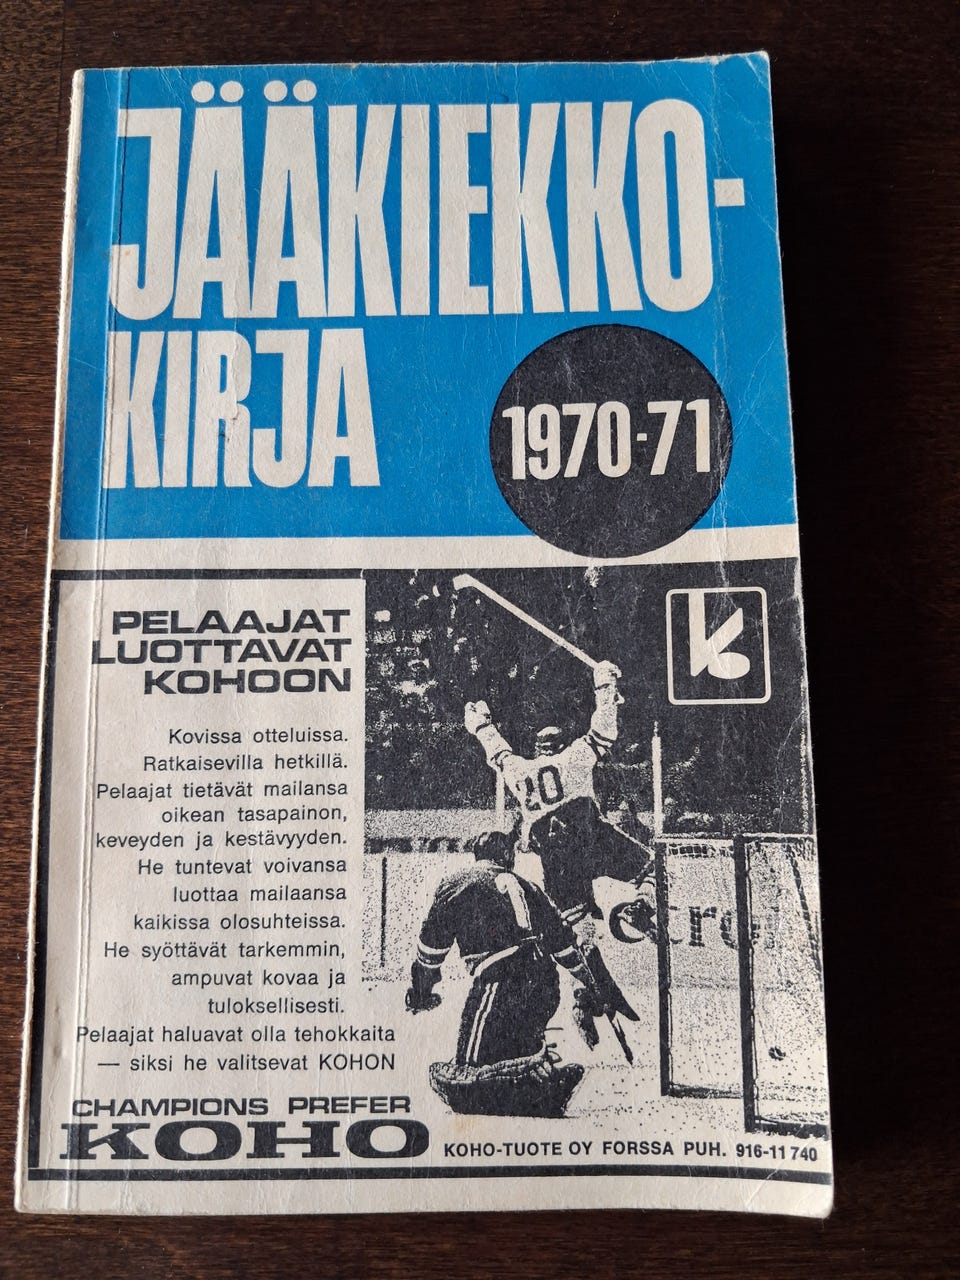 JÄÄKIEKKO-
KIRJA
1970-71
PELAAJAT
LUOTTAVAT
KOHOON
Kovissa otteluissa.
Ratkaisevilla hetkillä.
Pelaajat tietävät mailansa
oikean tasapainon,
keveyden ja kestävyyden.
He tuntevat voivansa
luottaa mailaansa
kaikissa olosuhteissa.
He syöttävät tarkemmin,
ampuvat kovaa ja
tuloksellisesti.
Pelaajat haluavat olla tehokkaita
— siksi he valitsevat KOHON
20
CHAMPIONS PREFER
KOHO
KOHO-TUOTE OY FORSSA PUH. 916-11 740